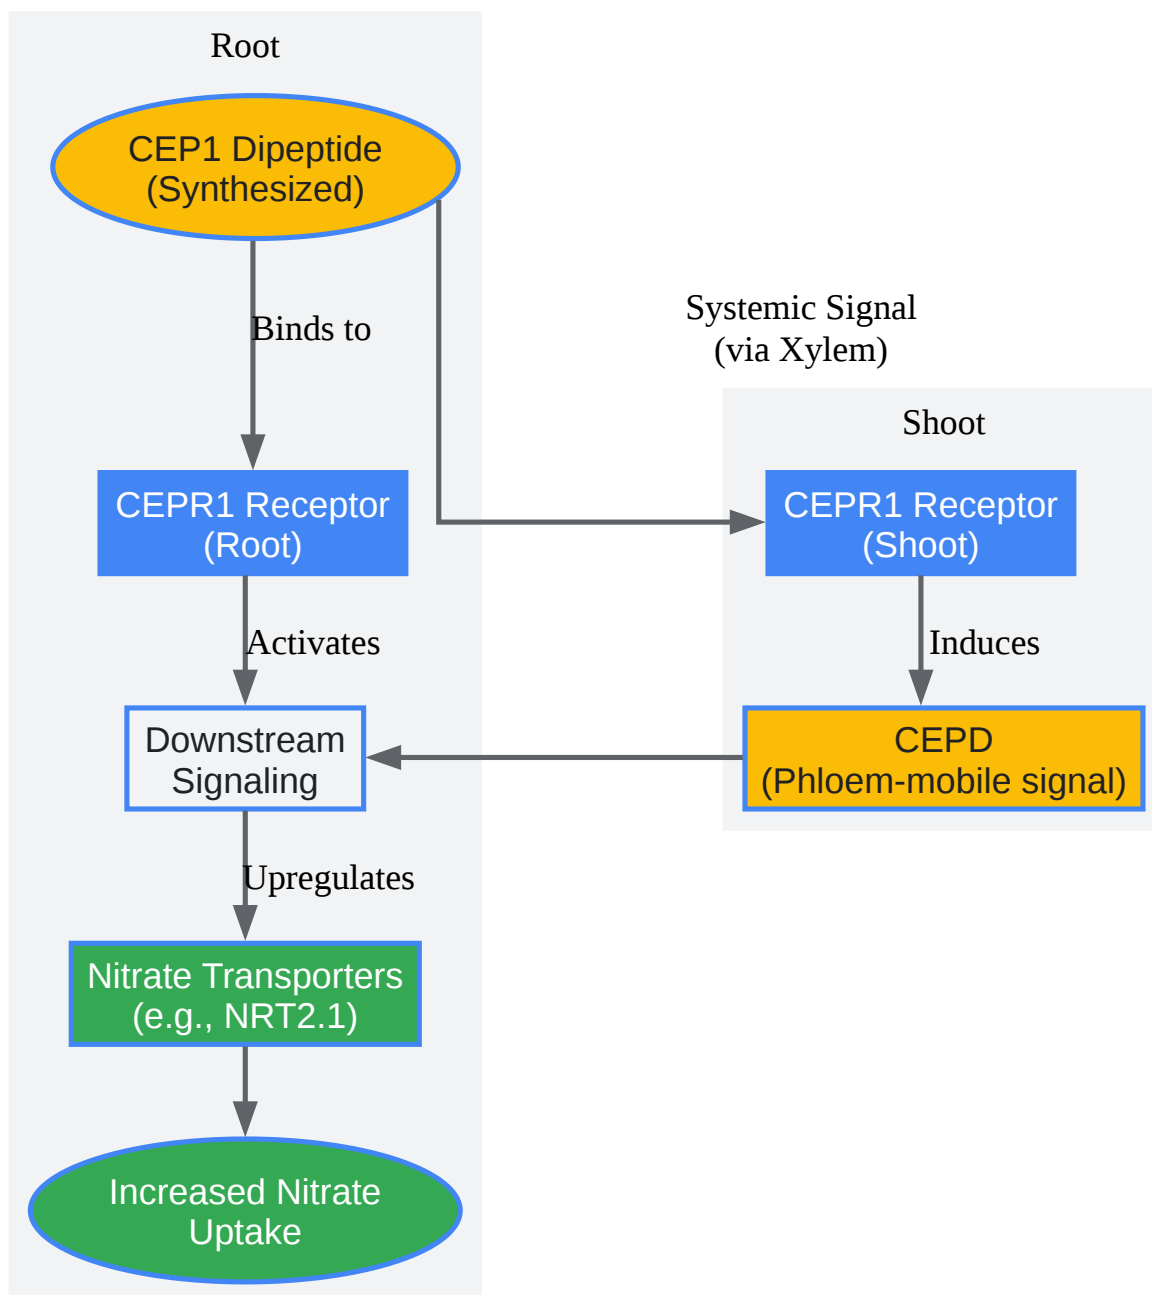 Root
CEP1 Dipeptide
(Synthesized)
Binds to
Systemic Signal
(via Xylem)
Shoot
CEPR1 Receptor
(Root)
CEPR1 Receptor
(Shoot)
Activates
Induces
Downstream
Signaling
CEPD
(Phloem-mobile signal)
Upregulates
Nitrate Transporters
(e.g., NRT2.1)
Increased Nitrate
Uptake